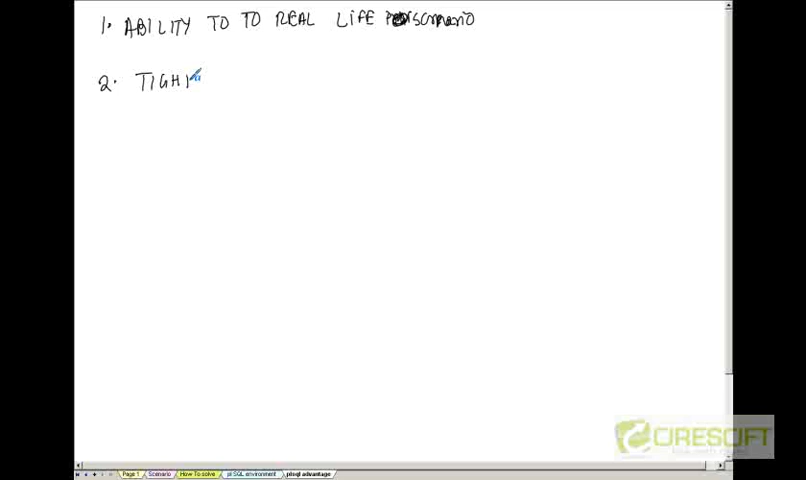 1. ABILITY TO TO REAL LIFE scenario
2. TIGHT
CIRESOFT
Page 1 Scenario How To solve pl SQL environment plsql advantage